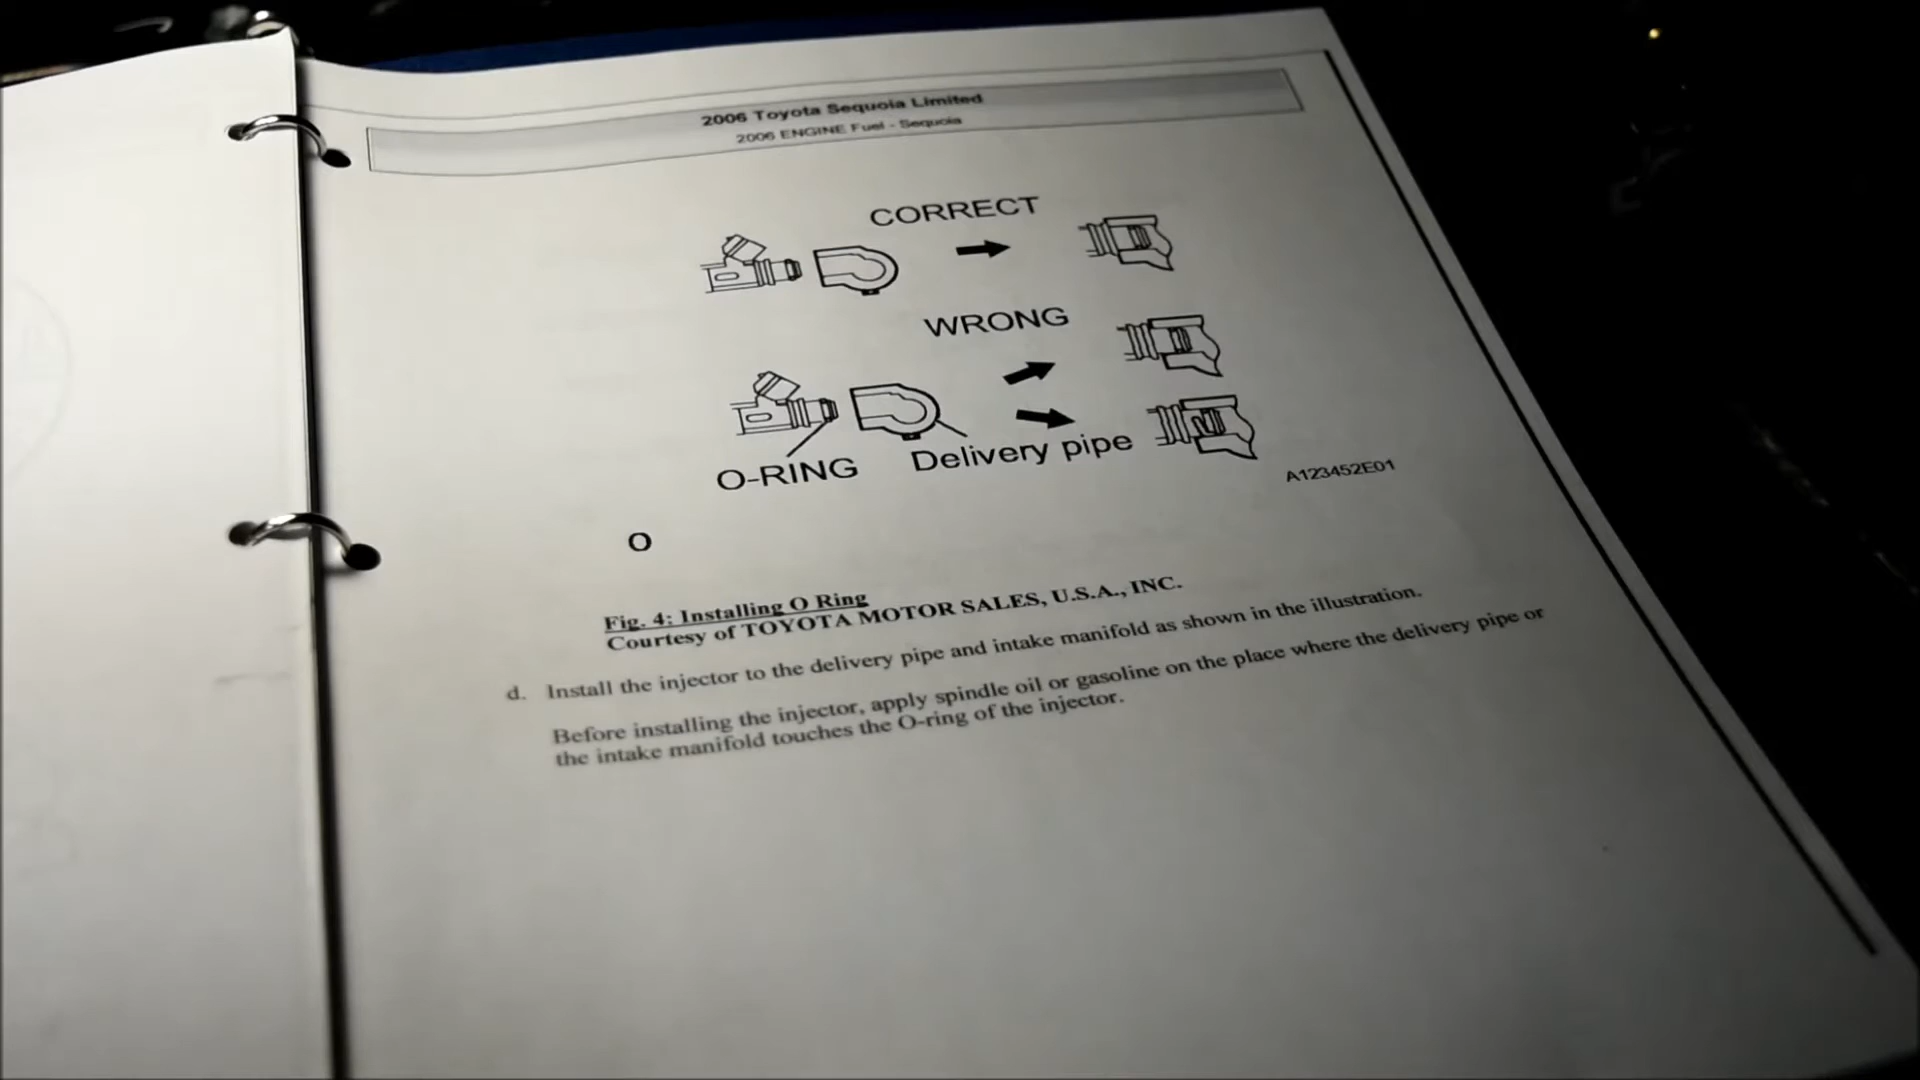 2006 Toyota Sequoia Limited
2006 ENGINE Fuel - Sequoia
CORRECT
WRONG
O-RING
Delivery pipe
A123452E01
O
Fig. 4: Installing O Ring
Courtesy of TOYOTA MOTOR SALES, U.S.A., INC.
d. Install the injector to the delivery pipe and intake manifold as shown in the illustration.
Before installing the injector, apply spindle oil or gasoline on the place where the delivery pipe or
the intake manifold touches the O-ring of the injector.